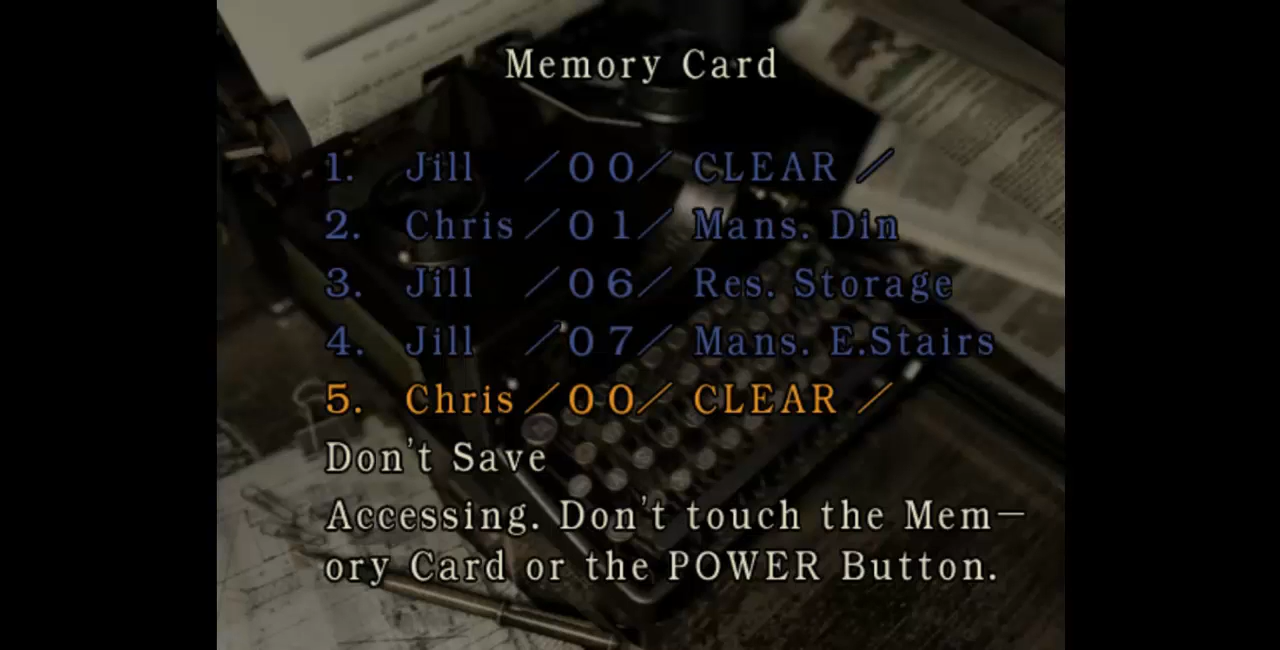 Memory Card
1. Jill ／00／ CLEAR ／
2. Chris／01／ Mans. Din
3. Jill ／06／ Res. Storage
4. Jill ／07／ Mans. E.Stairs
5. Chris／00／ CLEAR ／
Don't Save
Accessing. Don't touch the Mem—
ory Card or the POWER Button.